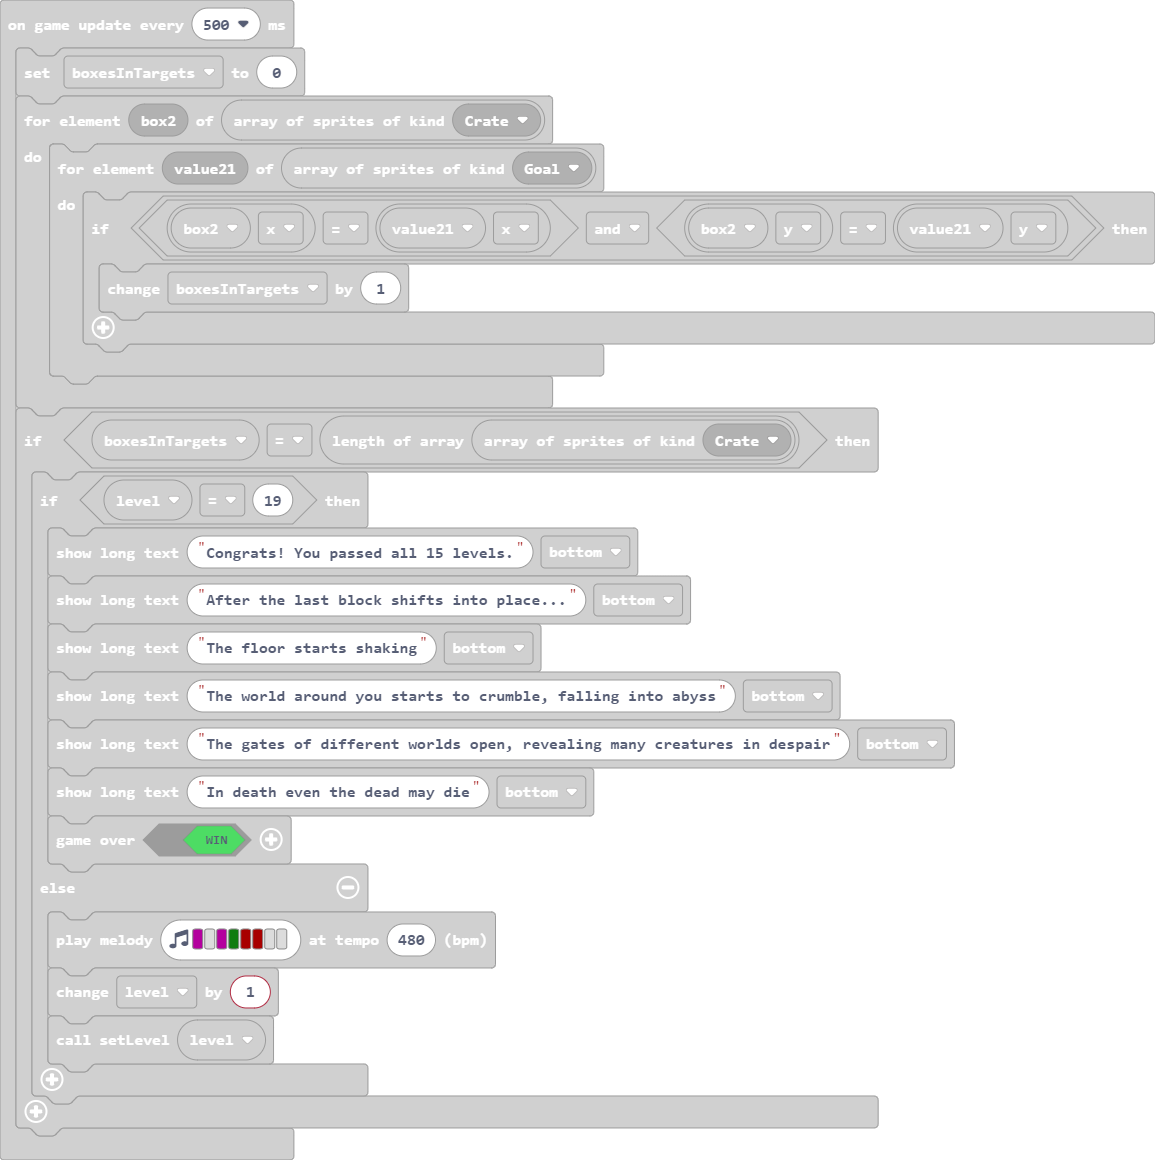 on game update every 500 ms
set boxesInTargets to 0
for element box2 of array of sprites of kind Crate
do
for element value21 of array of sprites of kind Goal
do
if box2 x = value21 x and box2 y = value21 y then
change boxesInTargets by 1
if boxesInTargets = length of array array of sprites of kind Crate then
if level = 19 then
show long text "Congrats! You passed all 15 levels." bottom
show long text "After the last block shifts into place..." bottom
show long text "The floor starts shaking" bottom
show long text "The world around you starts to crumble, falling into abyss" bottom
show long text "The gates of different worlds open, revealing many creatures in despair" bottom
show long text "In death even the dead may die" bottom
game over WIN
else
play melody at tempo 480 (bpm)
change level by 1
call setLevel level